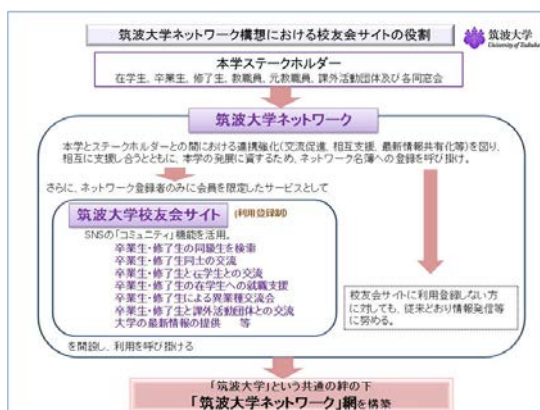 筑波大学ネットワーク構想における校友会サイトの役割
筑波大学
University of Tsukuba
本学ステークホルダー
在学生、卒業生、修了生、教職員、元教職員、課外活動団体及び各同窓会
筑波大学ネットワーク
本学とステークホルダーとの間における連携強化(交流促進、相互支援、最新情報共有化等)を図り、
相互に支援し合うとともに、本学の発展に資するため、ネットワーク名簿への登録を呼び掛け。
さらに、ネットワーク登録者のみに会員を限定したサービスとして
筑波大学校友会サイト (利用登録制)
SNSの「コミュニティ」機能を活用。
卒業生・修了生の同級生を検索
卒業生・修了生同士の交流
卒業生・修了生と在学生との交流
卒業生・修了生の在学生への就職支援
卒業生・修了生による異業種交流会
卒業生・修了生と課外活動団体との交流
大学の最新情報の提供 等
を開設し、利用を呼び掛ける
校友会サイトに利用登録しない方
に対しても、従来どおり情報発信等
に努める。
「筑波大学」という共通の絆の下
「筑波大学ネットワーク」網を構築